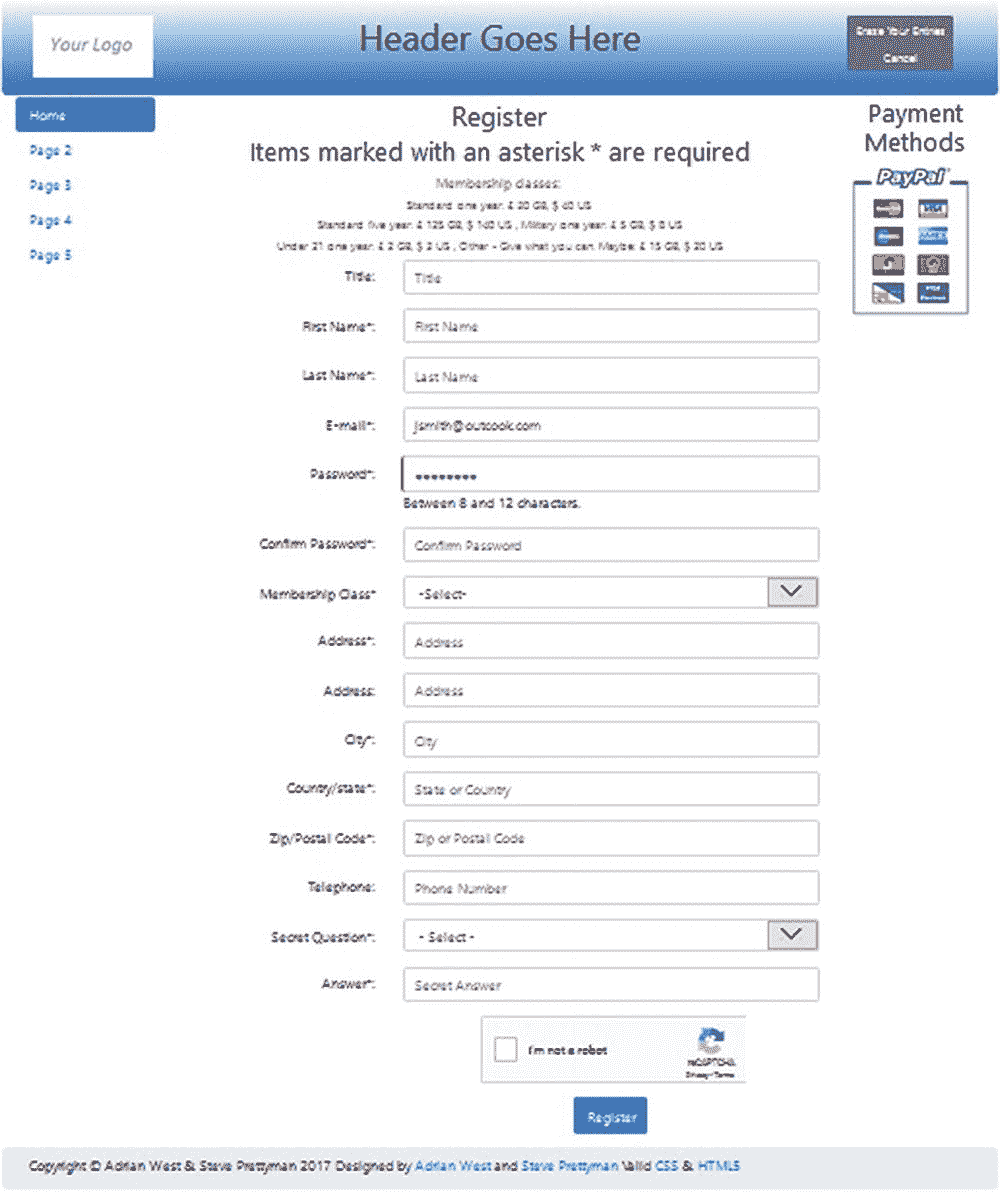 Your Logo
Header Goes Here
Erase Your Entries
Cancel
Home
Page 2
Page 3
Page 4
Page 5
Register
Items marked with an asterisk * are required
Membership classes:
Standard one year: £ 30 GB, $ 40 US
Standard five year: £ 125 GB, $ 140 US , Military one year: £ 5 GB, $ 8 US
Under 21 one year: £ 2 GB, $ 3 US , Other - Give what you can. Maybe: £ 15 GB, $ 20 US
Title:
Title
First Name*:
First Name
Last Name*:
Last Name
E-mail*:
jsmith@outcook.com
Password*:
••••••••
Between 8 and 12 characters.
Confirm Password*:
Confirm Password
Membership Class*
-Select-
Address*:
Address
Address:
Address
City*:
City
Country/state*:
State or Country
Zip/Postal Code*:
Zip or Postal Code
Telephone:
Phone Number
Secret Question*:
- Select -
Answer*:
Secret Answer
I'm not a robot
reCAPTCHA
Privacy - Terms
Register
Payment
Methods
PayPal
VISA
Copyright © Adrian West & Steve Prettyman 2017 Designed by Adrian West and Steve Prettyman Valid CSS & HTML5